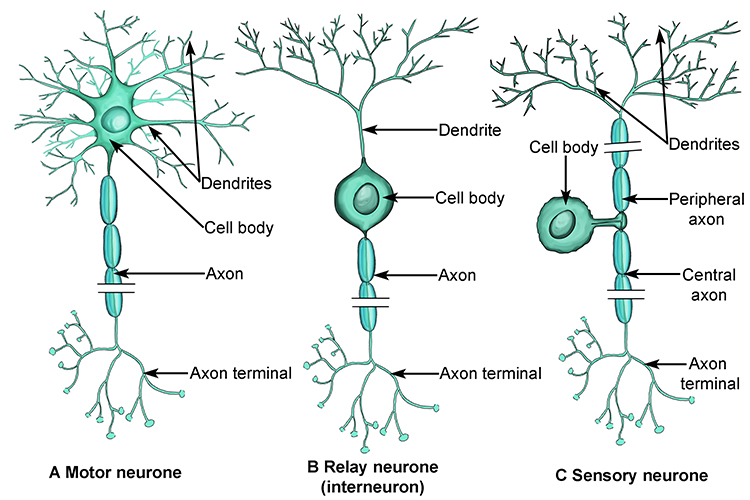 Dendrites
Cell body
Axon
Axon terminal
A Motor neurone
Dendrite
Cell body
Axon
Axon terminal
B Relay neurone
(interneuron)
Cell body
Dendrites
Peripheral
axon
Central
axon
Axon
terminal
C Sensory neurone